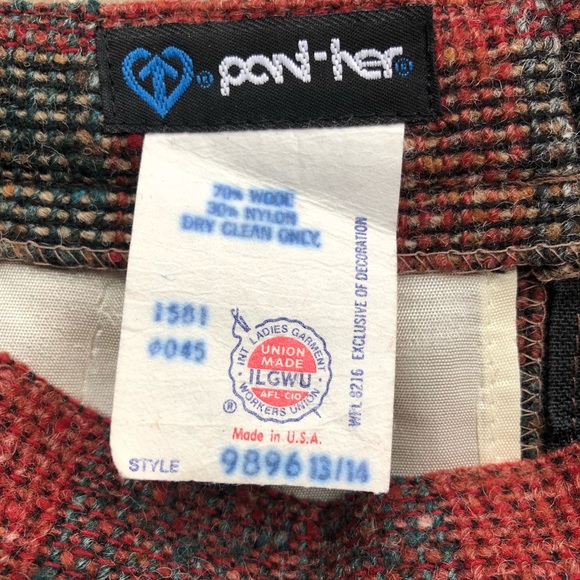 ® pant-her®
70% WOOL
30% NYLON
DRY CLEAN ONLY
1581
6045
INT LADIES GARMENT
WORKERS UNION
UNION
MADE
ILGWU
AFL-CIO
®
WPL 8216 EXCLUSIVE OF DECORATION
Made in U.S.A.
STYLE 9896 13/14